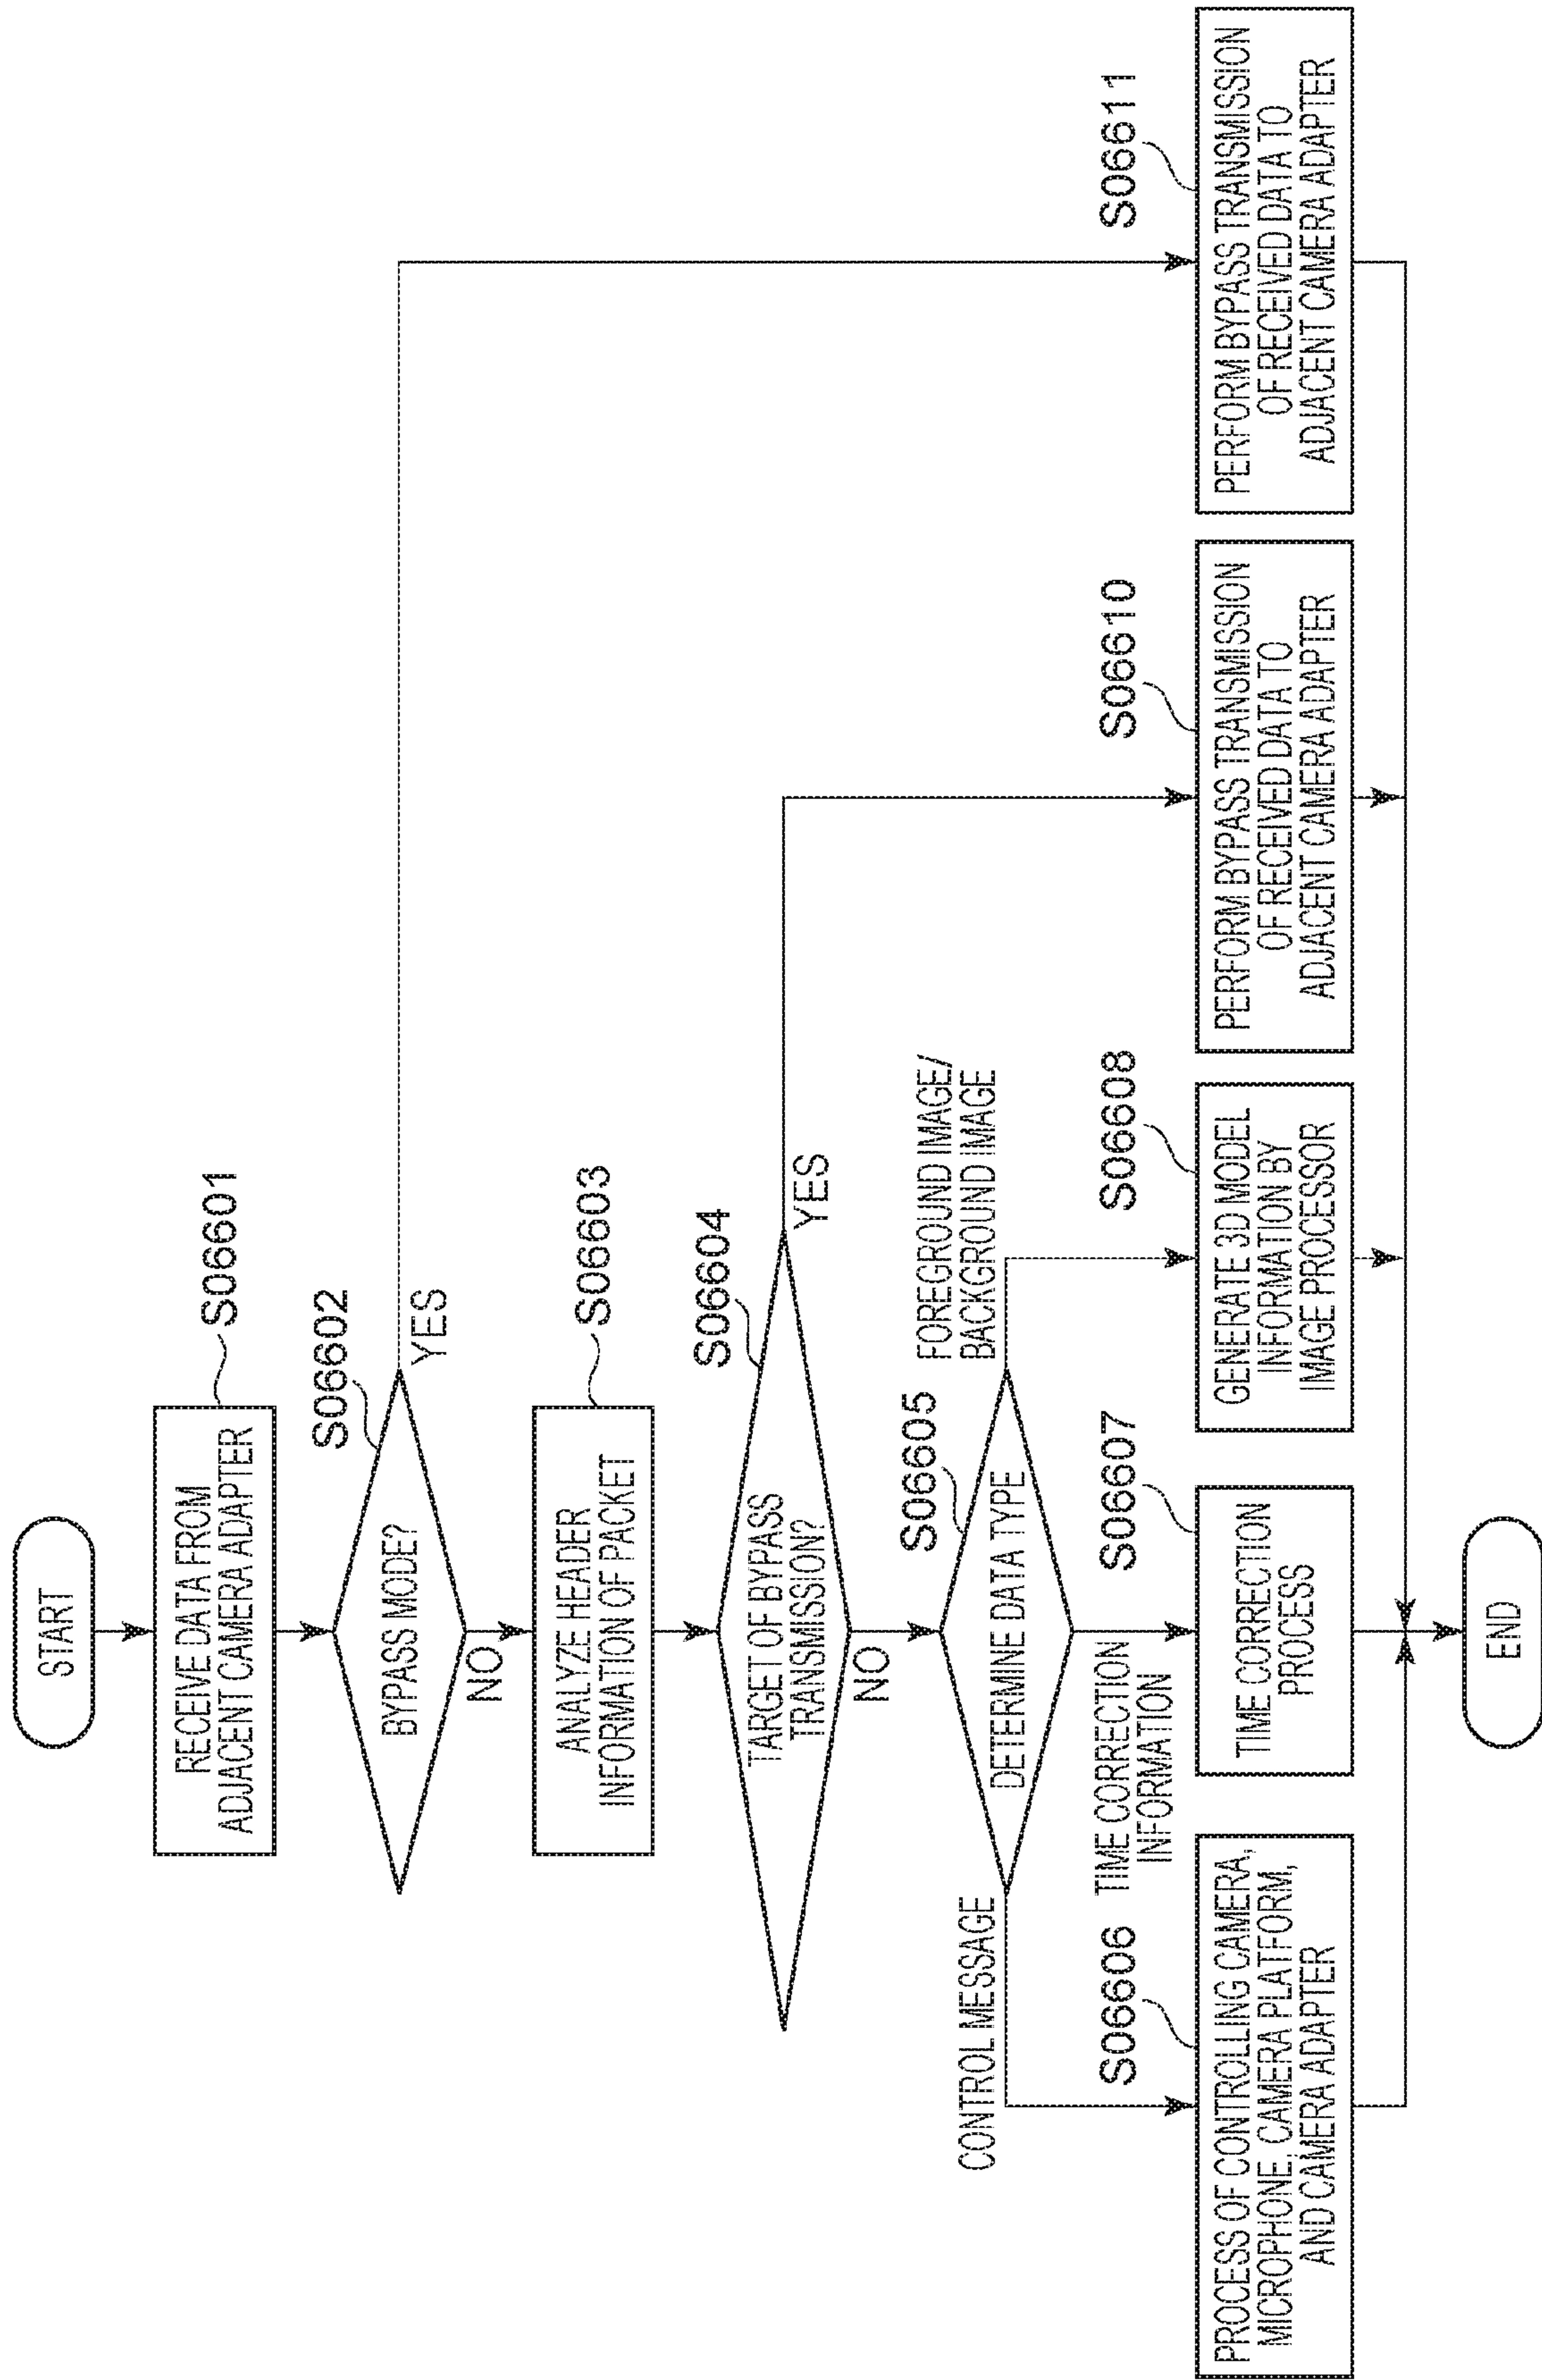 START
RECEIVE DATA FROM
ADJACENT CAMERA ADAPTER
S06601
BYPASS MODE?
S06602
YES
NO
ANALYZE HEADER
INFORMATION OF PACKET
S06603
TARGET OF BYPASS
TRANSMISSION?
S06604
YES
NO
DETERMINE DATA TYPE
S06605
CONTROL MESSAGE
TIME CORRECTION
INFORMATION
FOREGROUND IMAGE/
BACKGROUND IMAGE
S06606
PROCESS OF CONTROLLING CAMERA,
MICROPHONE, CAMERA PLATFORM,
AND CAMERA ADAPTER
S06607
TIME CORRECTION
PROCESS
S06608
GENERATE 3D MODEL
INFORMATION BY
IMAGE PROCESSOR
S06610
PERFORM BYPASS TRANSMISSION
OF RECEIVED DATA TO
ADJACENT CAMERA ADAPTER
S06611
PERFORM BYPASS TRANSMISSION
OF RECEIVED DATA TO
ADJACENT CAMERA ADAPTER
END